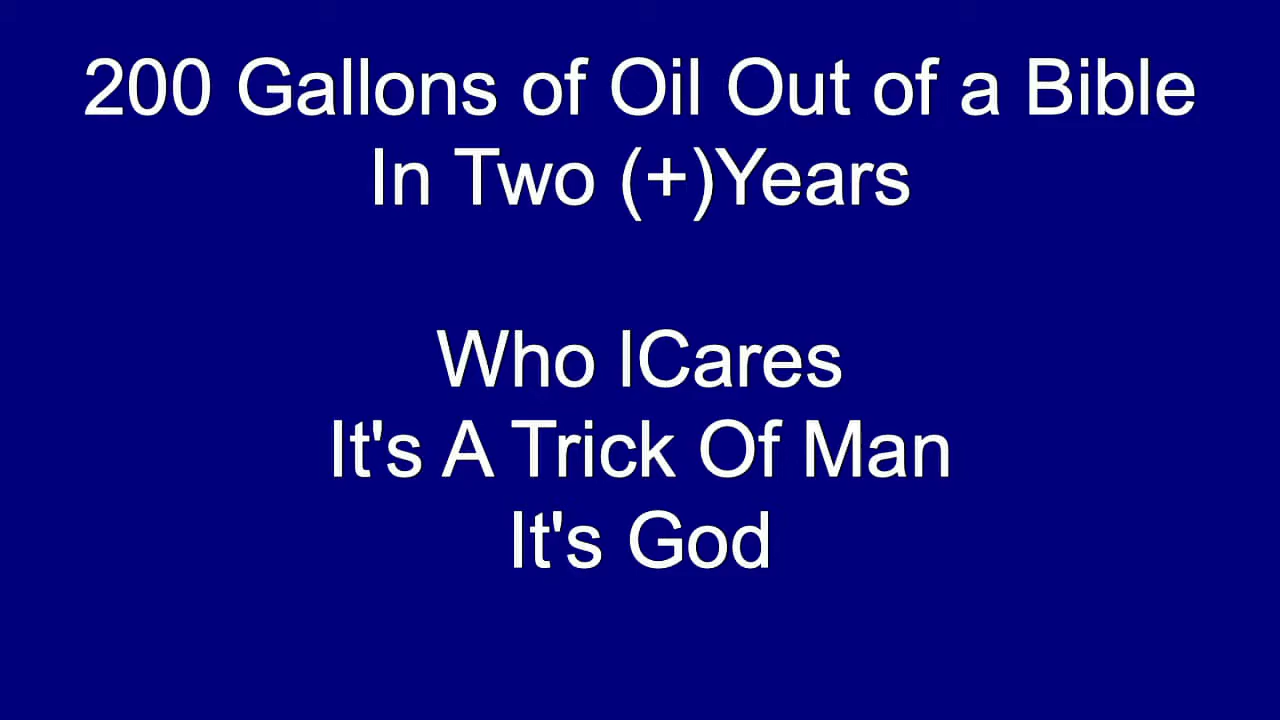 200 Gallons of Oil Out of a Bible
In Two (+)Years
Who ICares
It's A Trick Of Man
It's God